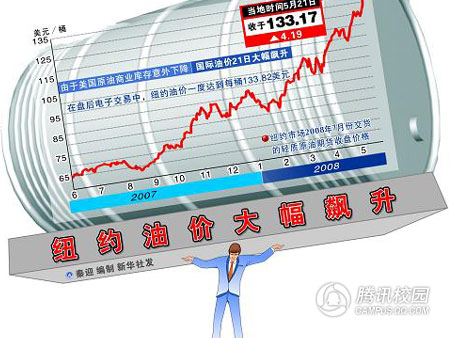 美元/桶
当地时间5月21日
收于133.17
▲4.19
由于美国原油商业库存意外下降 国际油价21日大幅飙升
在盘后电子交易中，纽约油价一度达到每桶133.82美元
●纽约市场2008年7月份交货的轻质原油期货收盘价格
135
125
115
105
95
85
75
65
6 7 8 9 10 11 12 1 2 3 4 5
2007 2008
纽约油价大幅飙升
秦迎 编制 新华社发
腾讯校园
CAMPUS.QQ.COM